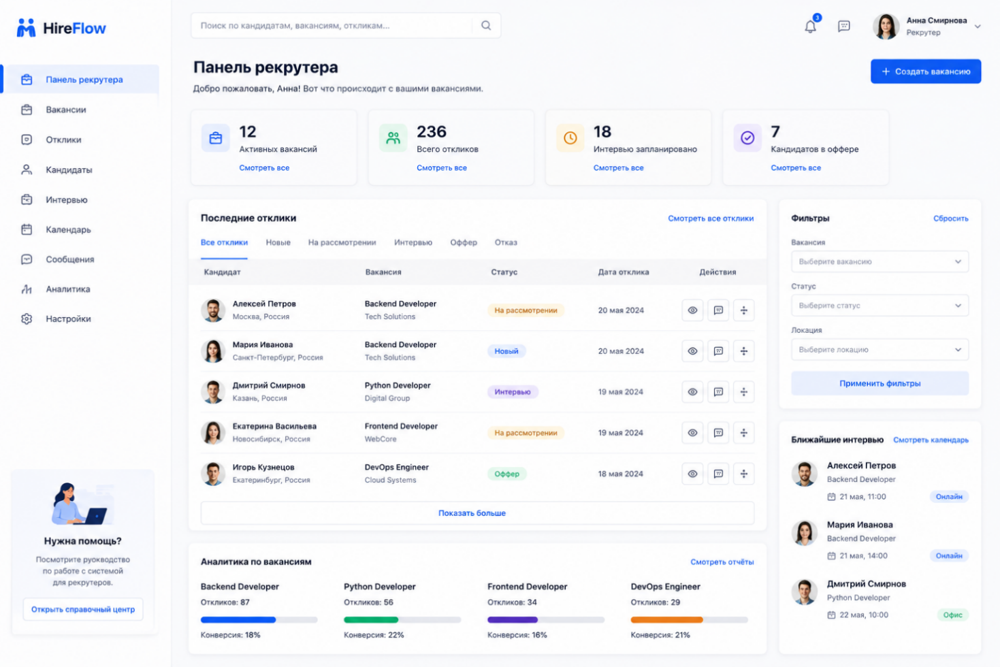 HireFlow
Панель рекрутера
Вакансии
Отклики
Кандидаты
Интервью
Календарь
Сообщения
Аналитика
Настройки
Нужна помощь?
Посмотрите руководство
по работе с системой
для рекрутеров.
Открыть справочный центр
Поиск по кандидатам, вакансиям, откликам...
3
Анна Смирнова
Рекрутер
Панель рекрутера
Добро пожаловать, Анна! Вот что происходит с вашими вакансиями.
+ Создать вакансию
12
Активных вакансий
Смотреть все
236
Всего откликов
Смотреть все
18
Интервью запланировано
Смотреть все
7
Кандидатов в оффере
Смотреть все
Последние отклики Смотреть все отклики
Все отклики Новые На рассмотрении Интервью Оффер Отказ
Кандидат Вакансия Статус Дата отклика Действия
Алексей Петров Backend Developer
Москва, Россия Tech Solutions На рассмотрении 20 мая 2024
Мария Иванова Backend Developer
Санкт-Петербург, Россия Tech Solutions Новый 20 мая 2024
Дмитрий Смирнов Python Developer
Казань, Россия Digital Group Интервью 19 мая 2024
Екатерина Васильева Frontend Developer
Новосибирск, Россия WebCore На рассмотрении 19 мая 2024
Игорь Кузнецов DevOps Engineer
Екатеринбург, Россия Cloud Systems Оффер 18 мая 2024
Показать больше
Аналитика по вакансиям Смотреть отчёты
Backend Developer
Откликов: 87
Конверсия: 18%
Python Developer
Откликов: 56
Конверсия: 22%
Frontend Developer
Откликов: 34
Конверсия: 16%
DevOps Engineer
Откликов: 29
Конверсия: 21%
Фильтры Сбросить
Вакансия
Выберите вакансию
Статус
Выберите статус
Локация
Выберите локацию
Применить фильтры
Ближайшие интервью Смотреть календарь
Алексей Петров
Backend Developer
21 мая, 11:00 Онлайн
Мария Иванова
Backend Developer
21 мая, 14:00 Онлайн
Дмитрий Смирнов
Python Developer
22 мая, 10:00 Офис